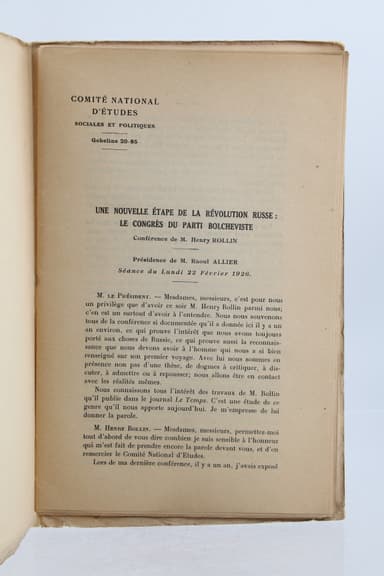 COMITÉ NATIONAL
D'ÉTUDES
SOCIALES ET POLITIQUES
Gobelins 20-85
UNE NOUVELLE ÉTAPE DE LA RÉVOLUTION RUSSE :
LE CONGRÈS DU PARTI BOLCHEVISTE
Conférence de M. Henry ROLLIN
Présidence de M. Raoul ALLIER
Séance du Lundi 22 Février 1926.
M. LE PRÉSIDENT. — Mesdames, messieurs, c'est pour nous
un privilège que d'avoir ce soir M. Henry Rollin parmi nous;
c'en est un surtout d'avoir à l'entendre. Nous nous souvenons
tous de la conférence si documentée qu'il a donnée ici il y a un
an environ, ce qui prouve l'intérêt que nous avons toujours
porté aux choses de Russie, ce qui prouve aussi la reconnais-
sance que nous devons avoir à l'homme qui nous a si bien
renseigné sur son premier voyage. Avec lui nous sommes en
présence non pas d'une thèse, de dogmes à critiquer, à dis-
cuter, à admettre ou à repousser; nous allons être en contact
avec les réalités mêmes.
Nous connaissons tous l'intérêt des travaux de M. Rollin
qu'il publie dans le journal Le Temps. C'est une étude de ce
genre qu'il nous apporte aujourd'hui. Je m'empresse de lui
donner la parole.
M. HENRY ROLLIN. — Mesdames, messieurs, permettez-moi
tout d'abord de vous dire combien je suis sensible à l'honneur
qui m'est fait de prendre encore la parole devant vous, et d'en
remercier le Comité National d'Etudes.
Lors de ma dernière conférence, il y a un an, j'avais exposé